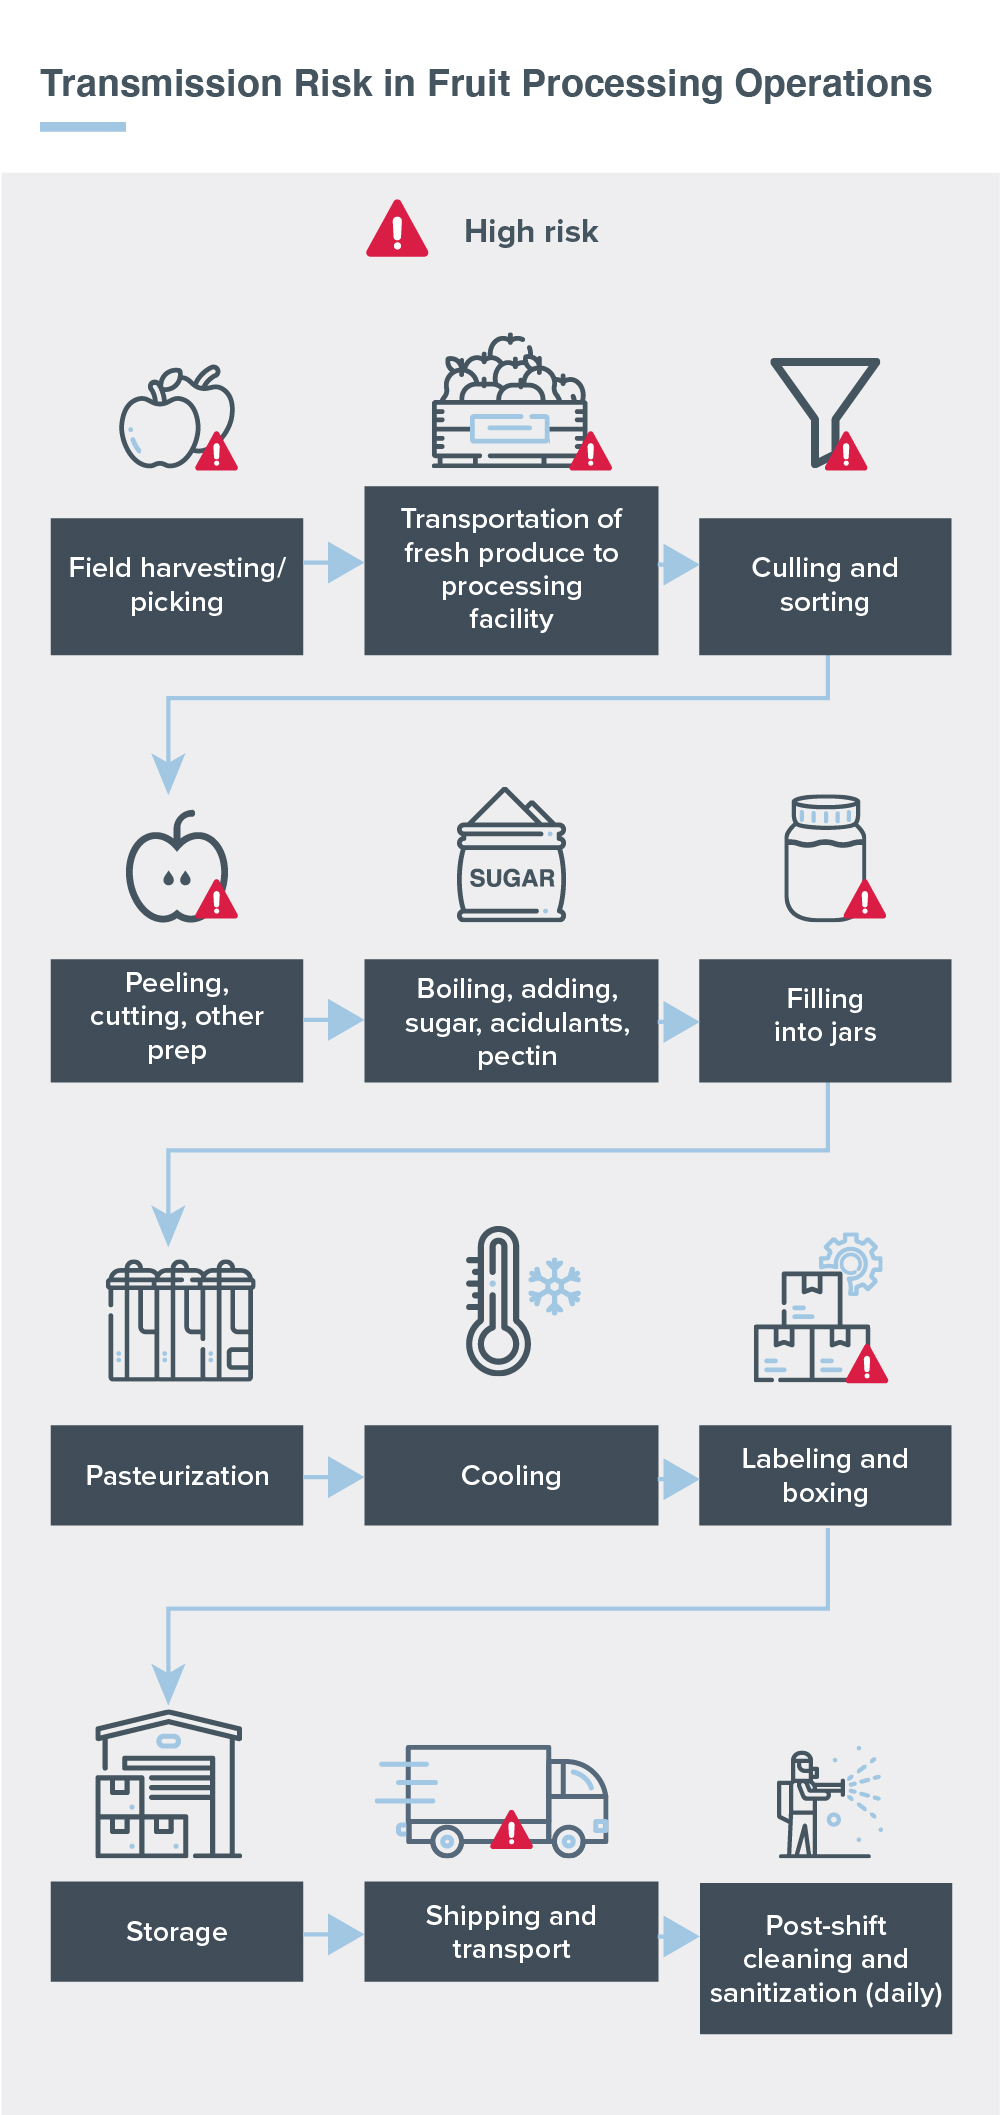 Transmission Risk in Fruit Processing Operations
High risk
Field harvesting/
picking
Transportation of
fresh produce to
processing
facility
Culling and
sorting
SUGAR
Peeling,
cutting, other
prep
Boiling, adding,
sugar, acidulants,
pectin
Filling
into jars
Pasteurization
Cooling
Labeling and
boxing
Storage
Shipping and
transport
Post-shift
cleaning and
sanitization (daily)